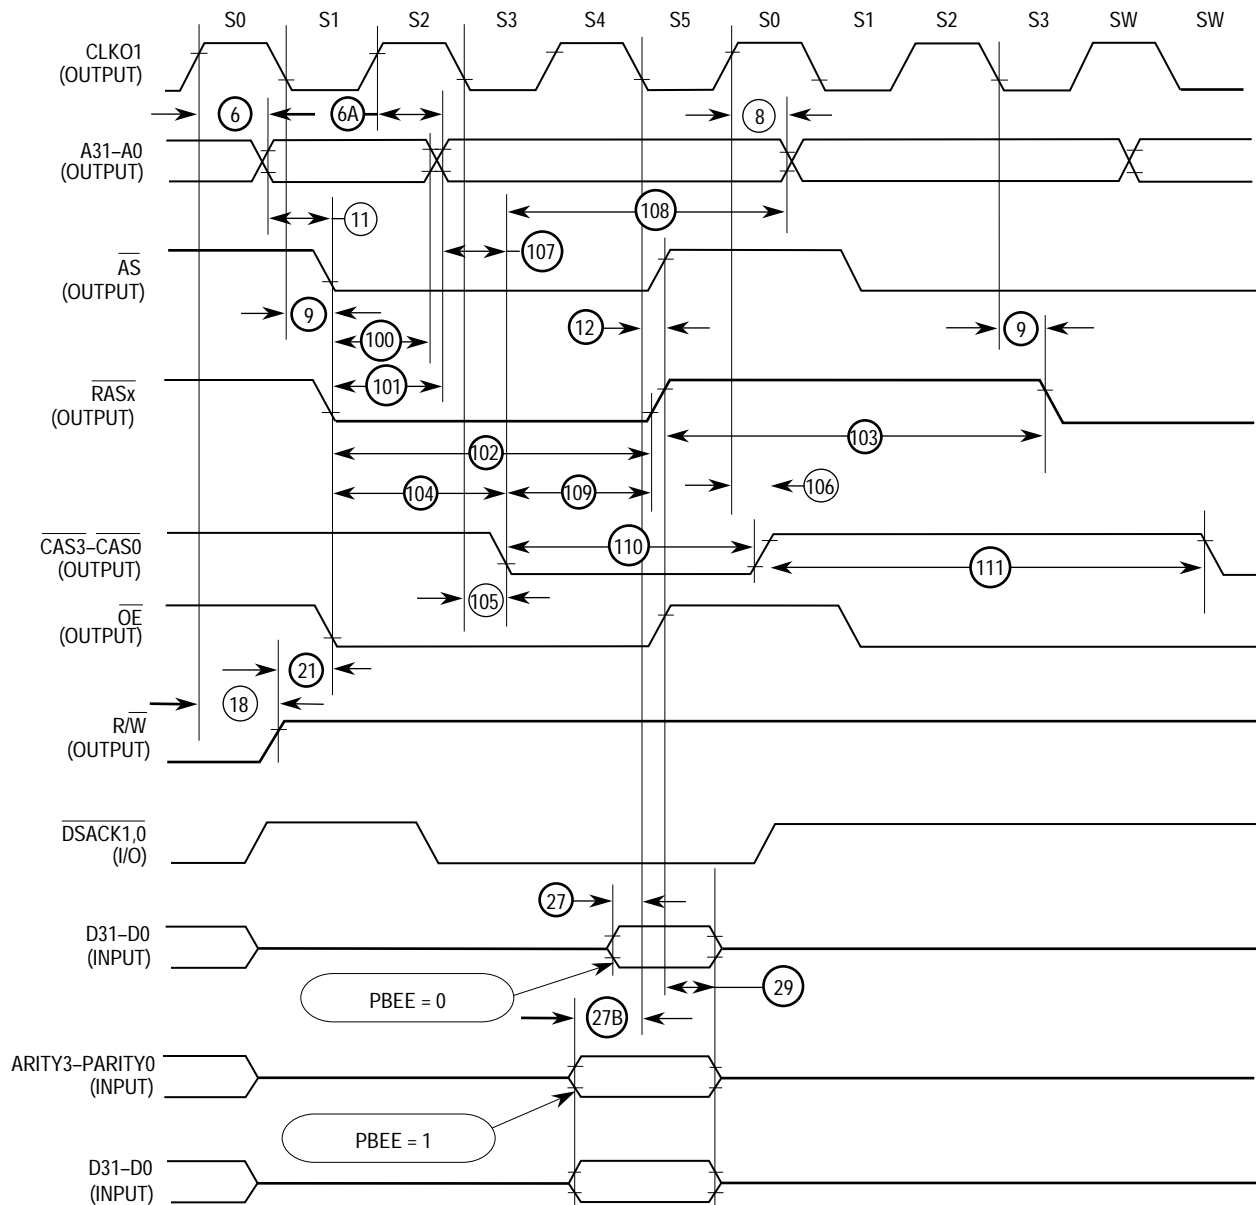 S0 S1 S2 S3 S4 S5 S0 S1 S2 S3 SW SW
CLKO1
(OUTPUT)
6 6A 8
A31–A0
(OUTPUT)
11 108
107
AS
(OUTPUT)
9 12 9
100
101
RASx
(OUTPUT)
102 103
104 109 106
CAS3–CAS0
(OUTPUT)
110
111
105
OE
(OUTPUT)
21
18
R/W
(OUTPUT)
DSACK1,0
(I/O)
27
D31–D0
(INPUT)
PBEE = 0
29
27B
ARITY3–PARITY0
(INPUT)
PBEE = 1
D31–D0
(INPUT)